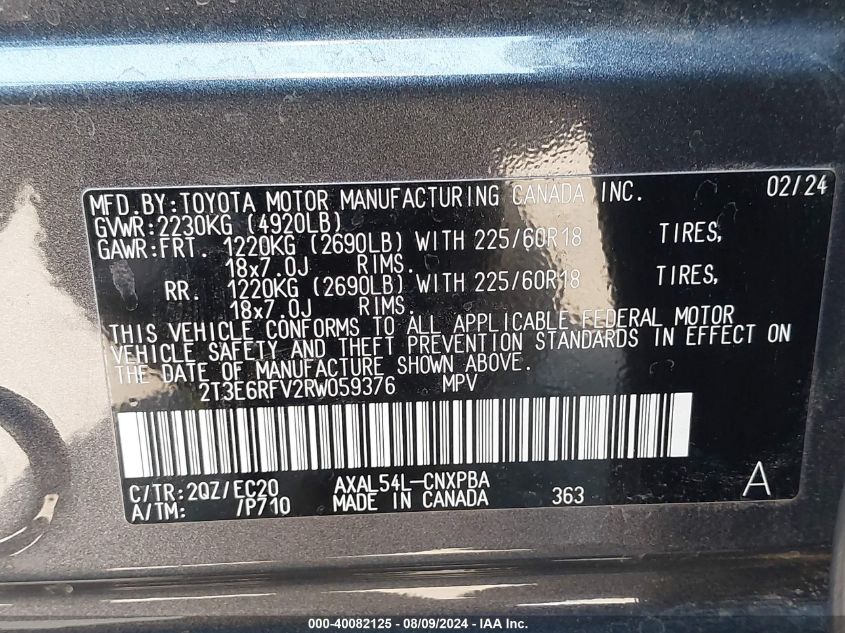 MFD.BY:TOYOTA MOTOR MANUFACTURING CANADA INC. 02/24
GVWR:2230KG (4920LB)
GAWR:FRT. 1220KG (2690LB) WITH 225/60R18 TIRES,
18x7.0J RIMS.
RR. 1220KG (2690LB) WITH 225/60R18 TIRES,
18x7.0J RIMS.
THIS VEHICLE CONFORMS TO ALL APPLICABLE FEDERAL MOTOR
VEHICLE SAFETY AND THEFT PREVENTION STANDARDS IN EFFECT ON
THE DATE OF MANUFACTURE SHOWN ABOVE.
2T3E6RFV2RW059376 MPV
C/TR:2QZ/EC20 AXAL54L-CNXPBA
A/TM: /P710 MADE IN CANADA 363 A
000-40082125 - 08/09/2024 - © - IAA Inc.